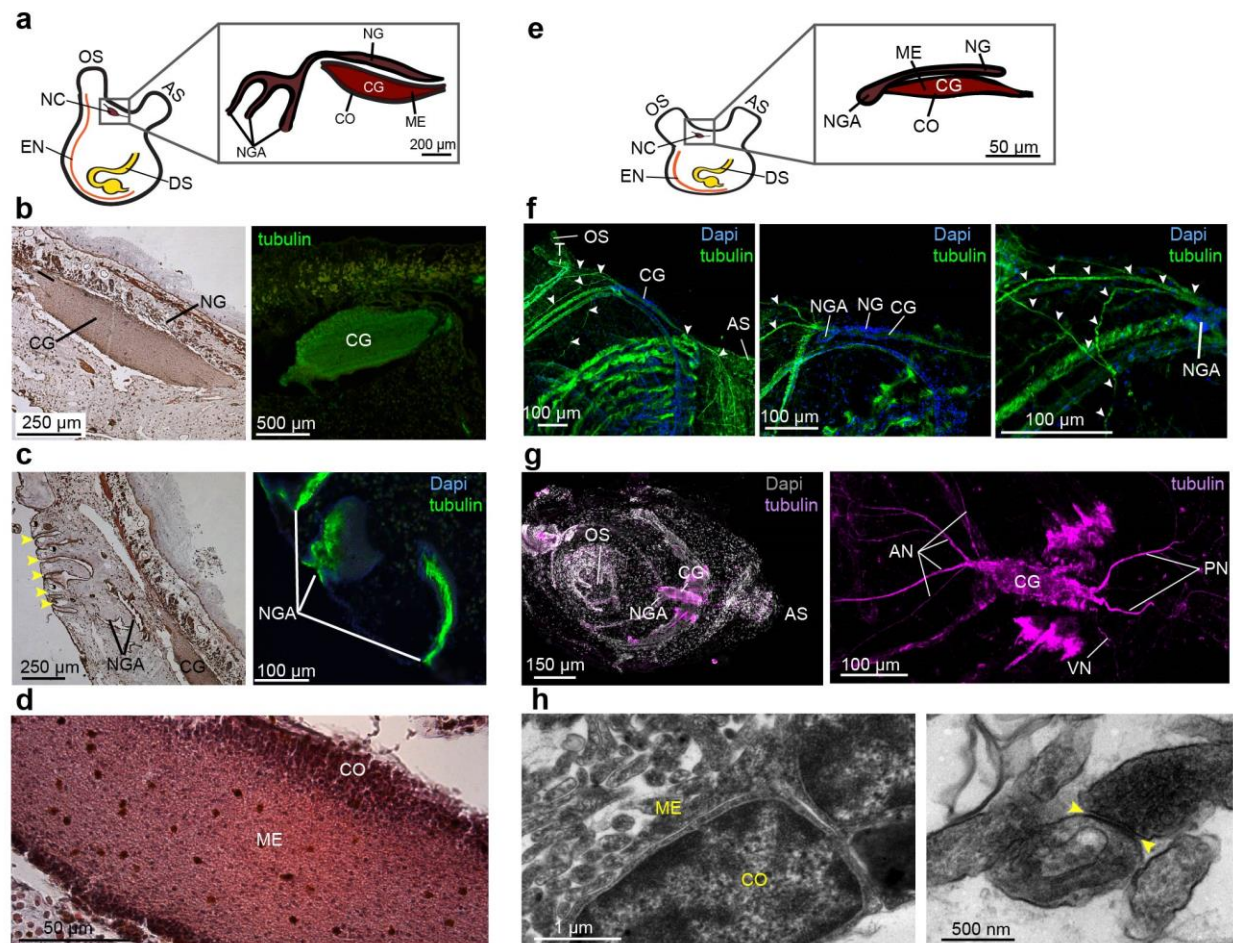 a
OS
NC
AS
EN
DS
NG
CG
CO
ME
NGA
200 µm
e
OS
AS
NC
EN
DS
ME
NG
CG
NGA
CO
50 µm
b
CG
NG
250 µm
tubulin
CG
500 µm
f
OS
Dapi
tubulin
CG
AS
100 µm
Dapi
tubulin
NGA
NG
CG
100 µm
Dapi
tubulin
NGA
100 µm
c
NGA
CG
250 µm
Dapi
tubulin
NGA
100 µm
g
Dapi
tubulin
OS
CG
NGA
AS
150 µm
tubulin
AN
CG
PN
VN
100 µm
d
CO
ME
50 µm
h
ME
CO
1 µm
500 nm